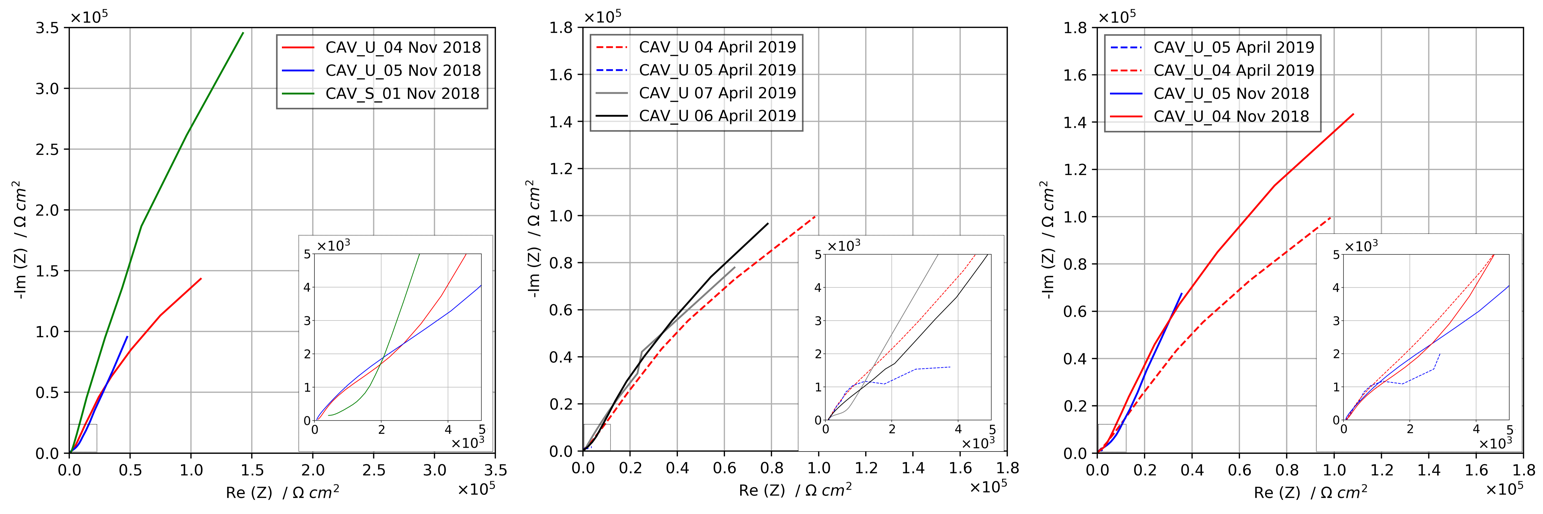 ×10⁵
3.5
3.0
2.5
2.0
1.5
1.0
0.5
0.0
-Im (Z) / Ω cm²
CAV_U_04 Nov 2018
CAV_U_05 Nov 2018
CAV_S_01 Nov 2018
×10³
5
4
3
2
1
0
0 2 4
5
×10³
0.0 0.5 1.0 1.5 2.0 2.5 3.0 3.5
Re (Z) / Ω cm²
×10⁵
×10⁵
1.8
1.6
1.4
1.2
1.0
0.8
0.6
0.4
0.2
0.0
-Im (Z) / Ω cm²
CAV_U 04 April 2019
CAV_U 05 April 2019
CAV_U 07 April 2019
CAV_U 06 April 2019
×10³
5
4
3
2
1
0
0 2 4 5
×10³
0.0 0.2 0.4 0.6 0.8 1.0 1.2 1.4 1.6 1.8
Re (Z) / Ω cm²
×10⁵
×10⁵
1.8
1.6
1.4
1.2
1.0
0.8
0.6
0.4
0.2
0.0
-Im (Z) / Ω cm²
CAV_U_05 April 2019
CAV_U_04 April 2019
CAV_U_05 Nov 2018
CAV_U_04 Nov 2018
×10³
5
4
3
2
1
0
0 2 4 5
×10³
0.0 0.2 0.4 0.6 0.8 1.0 1.2 1.4 1.6 1.8
Re (Z) / Ω cm²
×10⁵